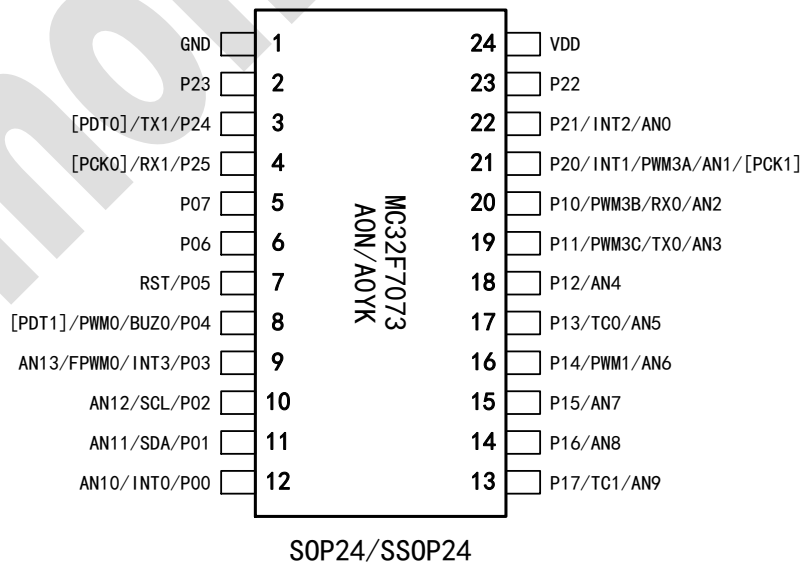 GND 1 24 VDD
P23 2 23 P22
[PDT0]/TX1/P24 3 22 P21/INT2/AN0
[PCK0]/RX1/P25 4 21 P20/INT1/PWM3A/AN1/[PCK1]
P07 5 20 P10/PWM3B/RX0/AN2
P06 6 19 P11/PWM3C/TX0/AN3
RST/P05 7 18 P12/AN4
[PDT1]/PWM0/BUZ0/P04 8 17 P13/TC0/AN5
AN13/FPWM0/INT3/P03 9 16 P14/PWM1/AN6
AN12/SCL/P02 10 15 P15/AN7
AN11/SDA/P01 11 14 P16/AN8
AN10/INT0/P00 12 13 P17/TC1/AN9
MC32F7073
A0N/A0YK
SOP24/SSOP24